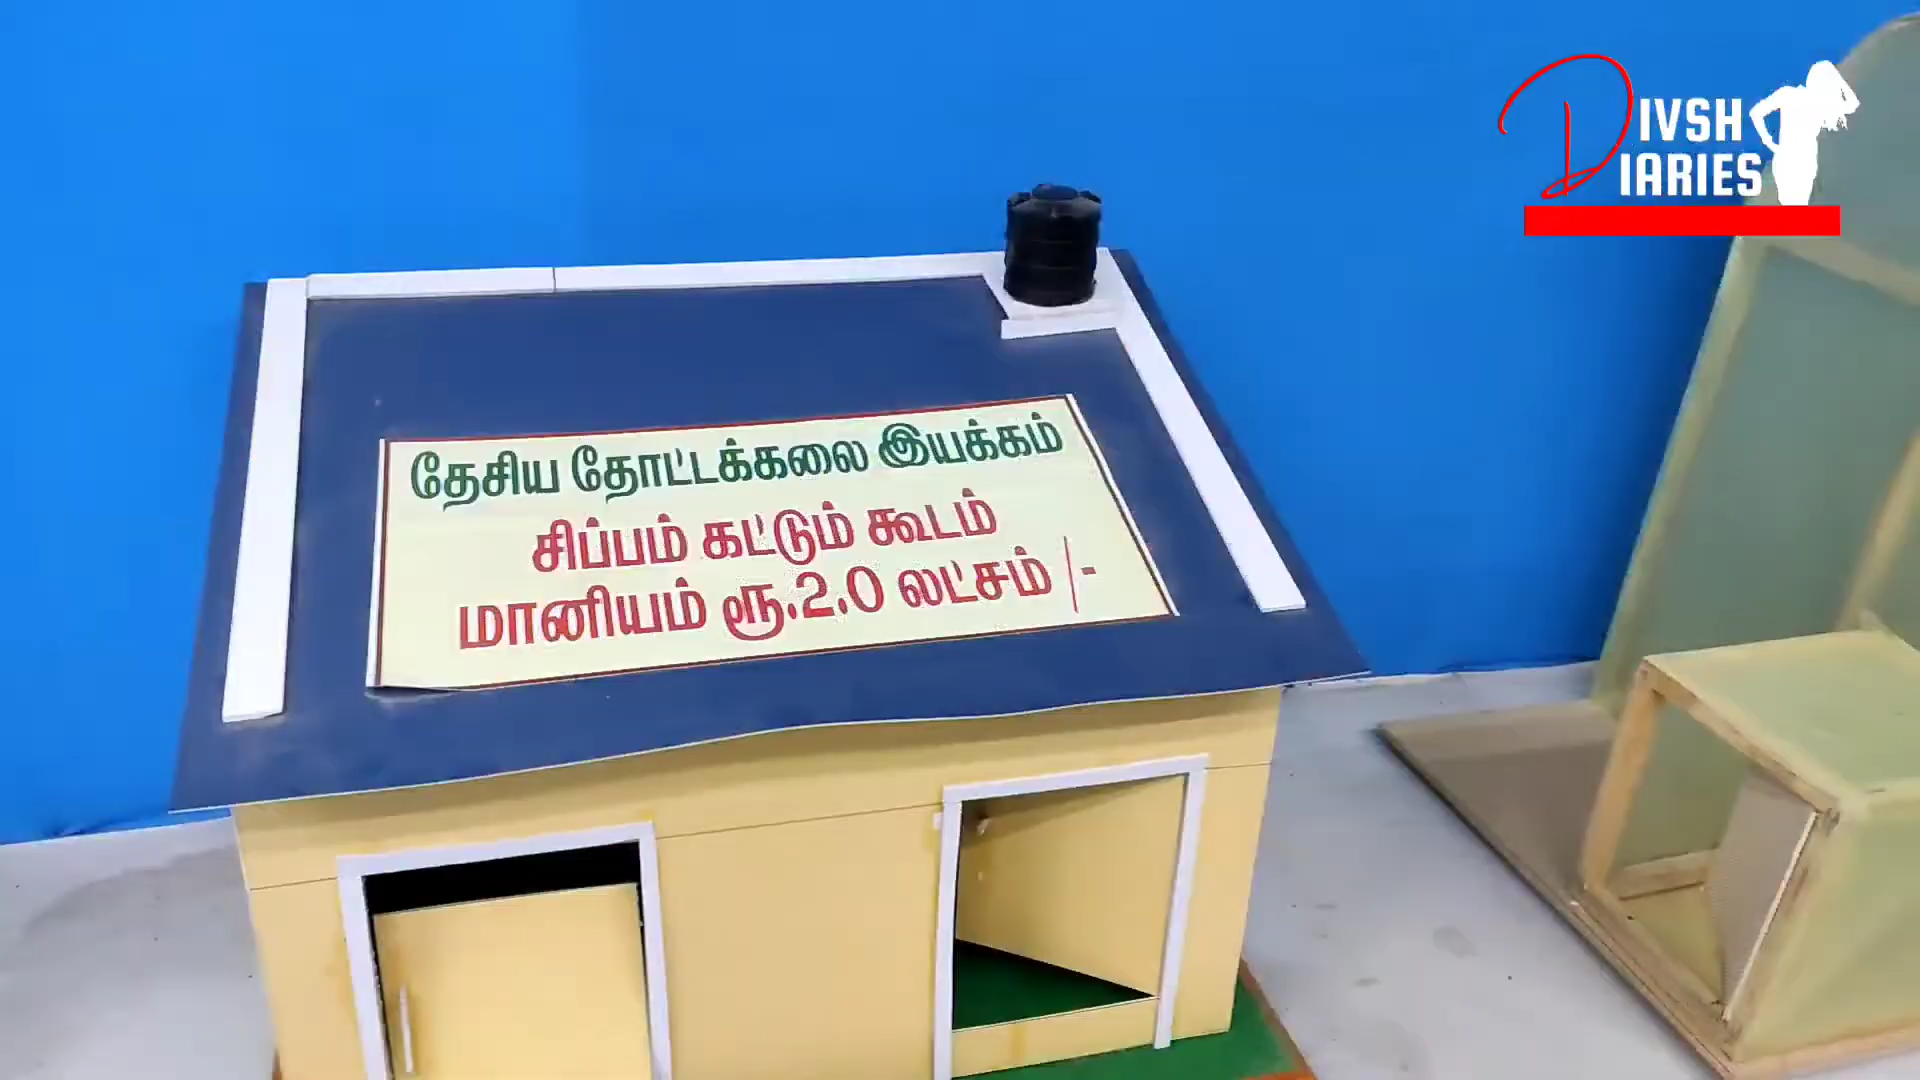 DIVSH
DIARIES
தேசிய தோட்டக்கலை இயக்கம்
சிப்பம் கட்டும் கூடம்
மானியம் ரூ.2.0 லட்சம் /-